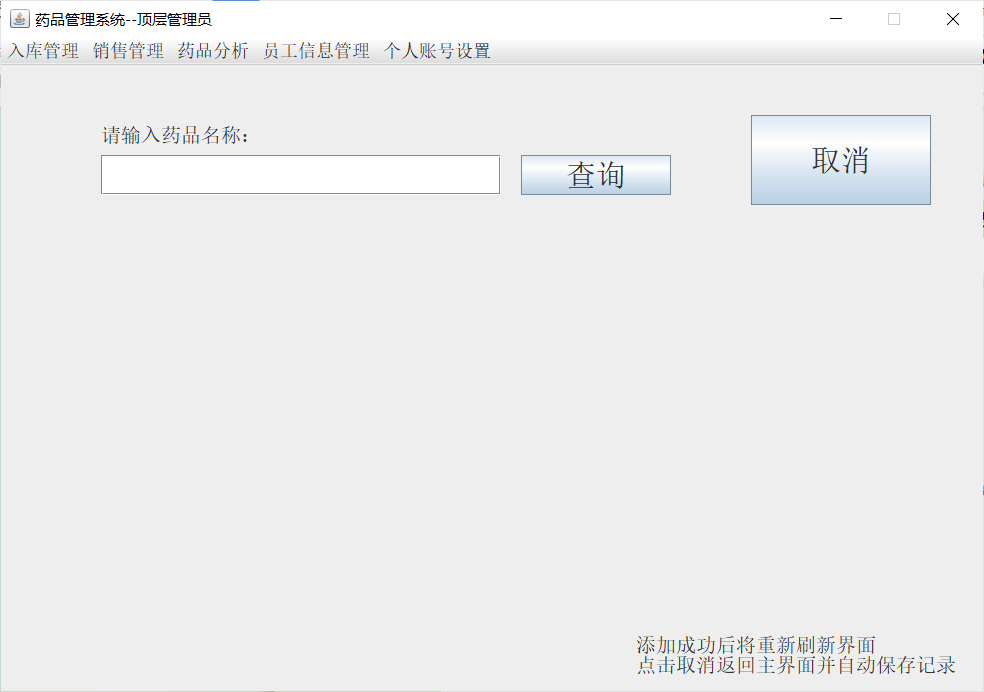 药品管理系统--顶层管理员
入库管理 销售管理 药品分析 员工信息管理 个人账号设置
请输入药品名称：
查询
取消
添加成功后将重新刷新界面
点击取消返回主界面并自动保存记录